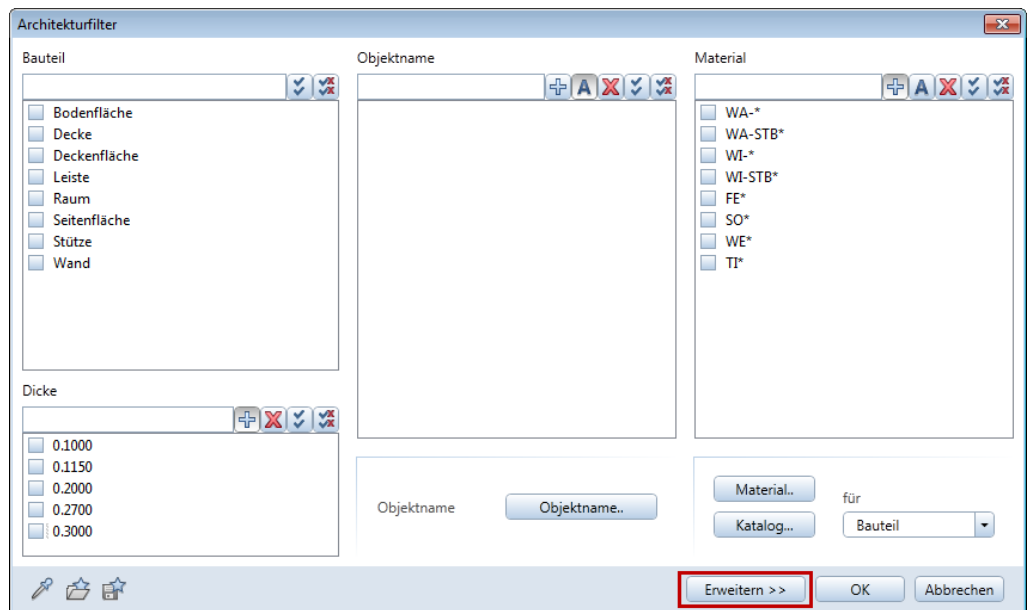 Architekturfilter
Bauteil
Bodenfläche
Decke
Deckenfläche
Leiste
Raum
Seitenfläche
Stütze
Wand
Dicke
0.1000
0.1150
0.2000
0.2700
0.3000
Objektname
A
Objektname
Objektname..
Material
A
WA-*
WA-STB*
WI-*
WI-STB*
FE*
SO*
WE*
TI*
Material..
Katalog...
für
Bauteil
Erweitern >>
OK
Abbrechen